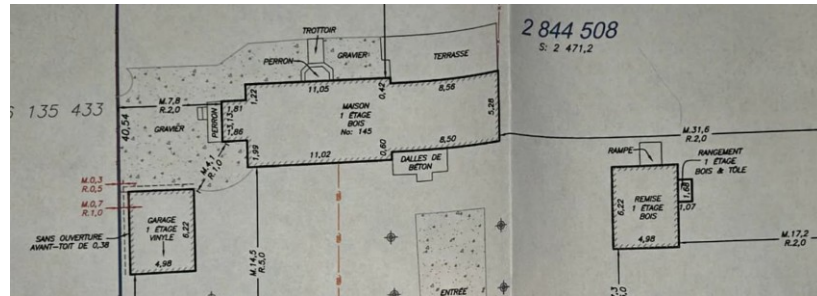 TROTTOIR
2 844 508
S: 2 471,2
PERRON
GRAVIER
TERRASSE
11,05
0,42
8,56
M.7,8
R.2,0
1,81
1,22
MAISON
1 ÉTAGE
BOIS
No: 145
5,28
6 135 433
40,54
GRAVIER
PERRON
3,13
1,86
M.31,6
R.2,0
M.4,1
R.1,0
1,99
11,02
0,60
8,50
DALLES DE
BÉTON
RAMPE
RANGEMENT
1 ÉTAGE
BOIS & TÔLE
M.0,3
R.0,5
M.0,7
R.1,0
GARAGE
1 ÉTAGE
VINYLE
6,22
4,98
SANS OUVERTURE
AVANT-TOIT DE 0,38
M.14,5
R.5,0
6,22
REMISE
1 ÉTAGE
BOIS
1,68
1,07
4,98
M.17,2
R.2,0
ENTRÉE